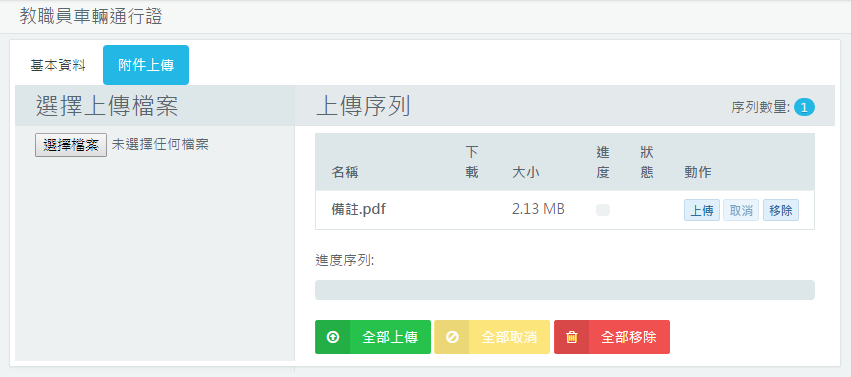 教職員車輛通行證
基本資料 附件上傳
選擇上傳檔案
選擇檔案 未選擇任何檔案
上傳序列 序列數量: 1
名稱 下載 大小 進度 狀態 動作
備註.pdf 2.13 MB 上傳 取消 移除
進度序列:
全部上傳 全部取消 全部移除